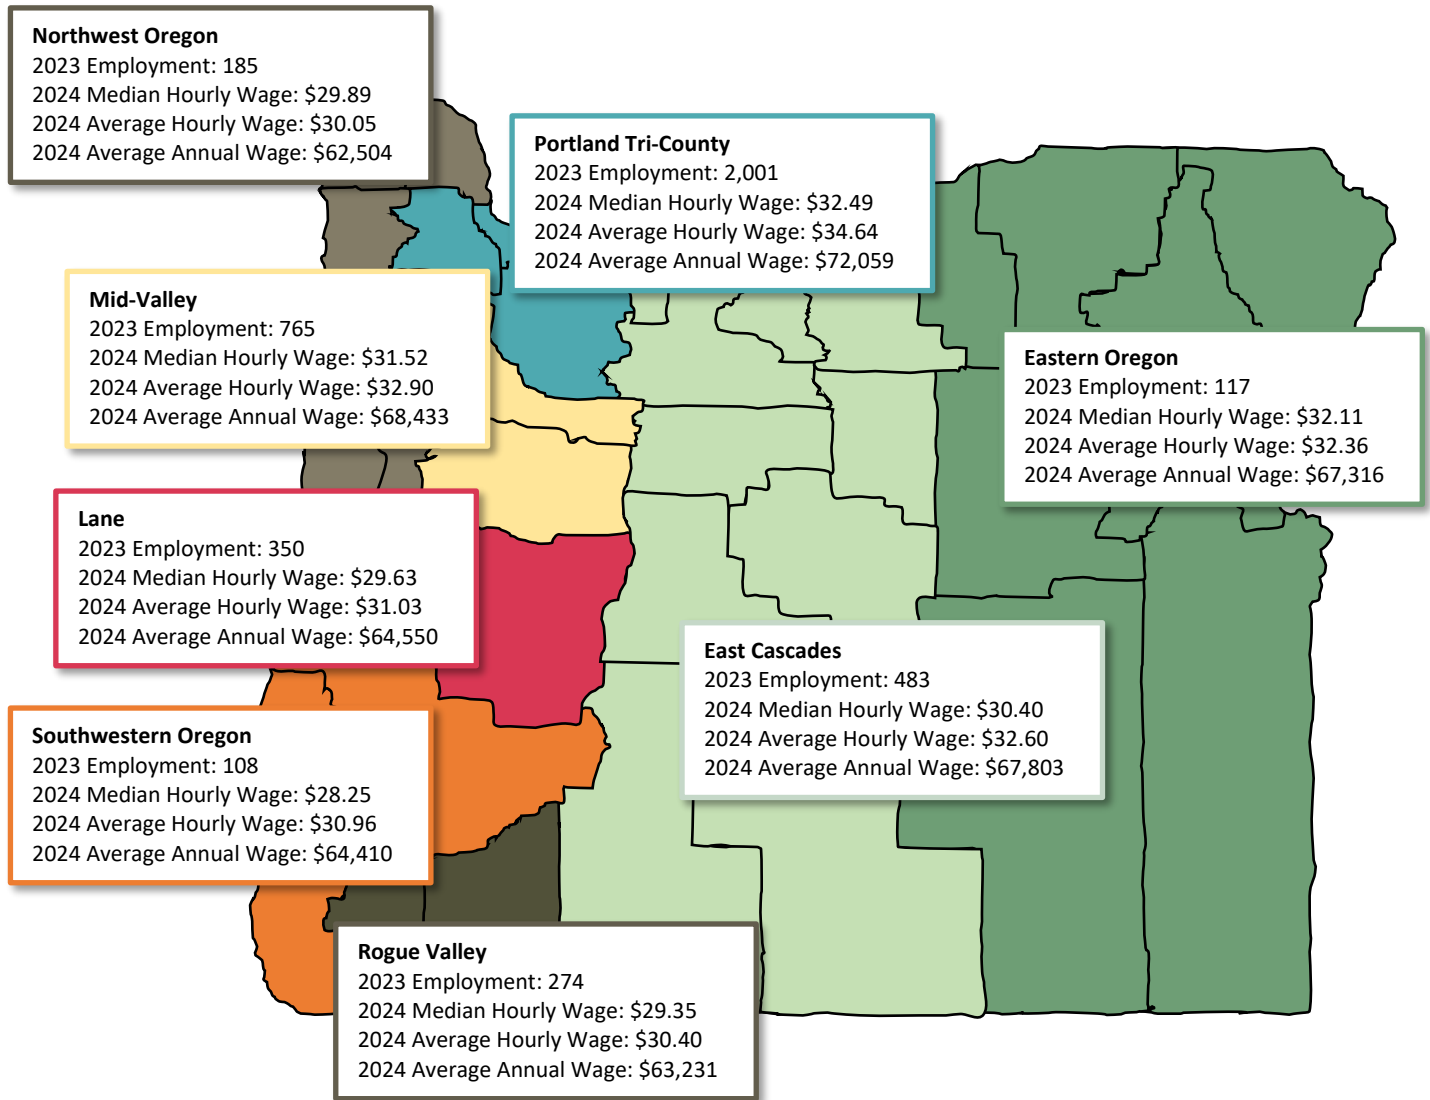 Northwest Oregon
2023 Employment: 185
2024 Median Hourly Wage: $29.89
2024 Average Hourly Wage: $30.05
2024 Average Annual Wage: $62,504
Portland Tri-County
2023 Employment: 2,001
2024 Median Hourly Wage: $32.49
2024 Average Hourly Wage: $34.64
2024 Average Annual Wage: $72,059
Mid-Valley
2023 Employment: 765
2024 Median Hourly Wage: $31.52
2024 Average Hourly Wage: $32.90
2024 Average Annual Wage: $68,433
Eastern Oregon
2023 Employment: 117
2024 Median Hourly Wage: $32.11
2024 Average Hourly Wage: $32.36
2024 Average Annual Wage: $67,316
Lane
2023 Employment: 350
2024 Median Hourly Wage: $29.63
2024 Average Hourly Wage: $31.03
2024 Average Annual Wage: $64,550
East Cascades
2023 Employment: 483
2024 Median Hourly Wage: $30.40
2024 Average Hourly Wage: $32.60
2024 Average Annual Wage: $67,803
Southwestern Oregon
2023 Employment: 108
2024 Median Hourly Wage: $28.25
2024 Average Hourly Wage: $30.96
2024 Average Annual Wage: $64,410
Rogue Valley
2023 Employment: 274
2024 Median Hourly Wage: $29.35
2024 Average Hourly Wage: $30.40
2024 Average Annual Wage: $63,231